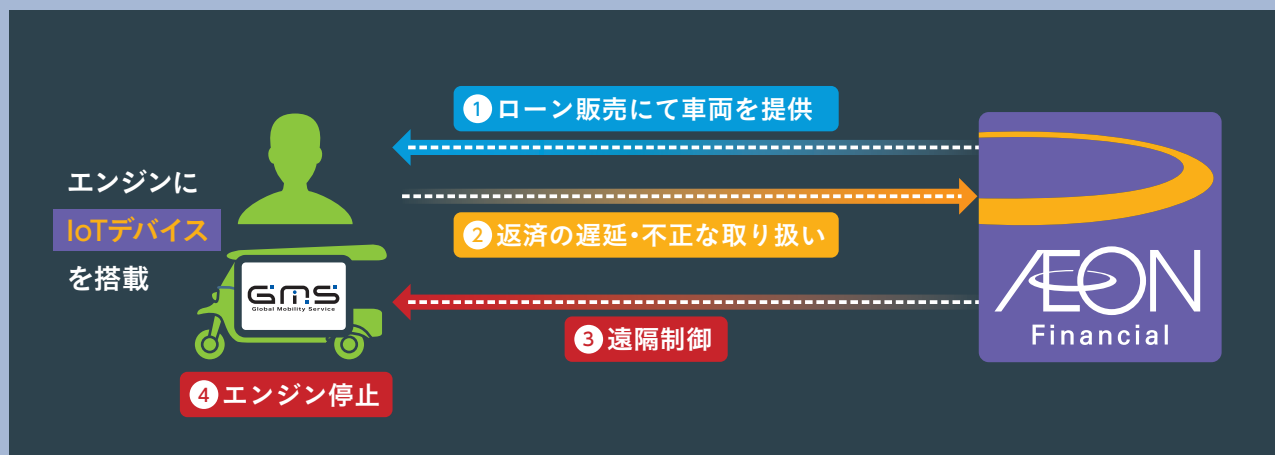 ① ローン販売にて車両を提供
エンジンに
IoTデバイス
を搭載
② 返済の遅延・不正な取り扱い
GMS
Global Mobility Service
③ 遠隔制御
④ エンジン停止
ÆON
Financial